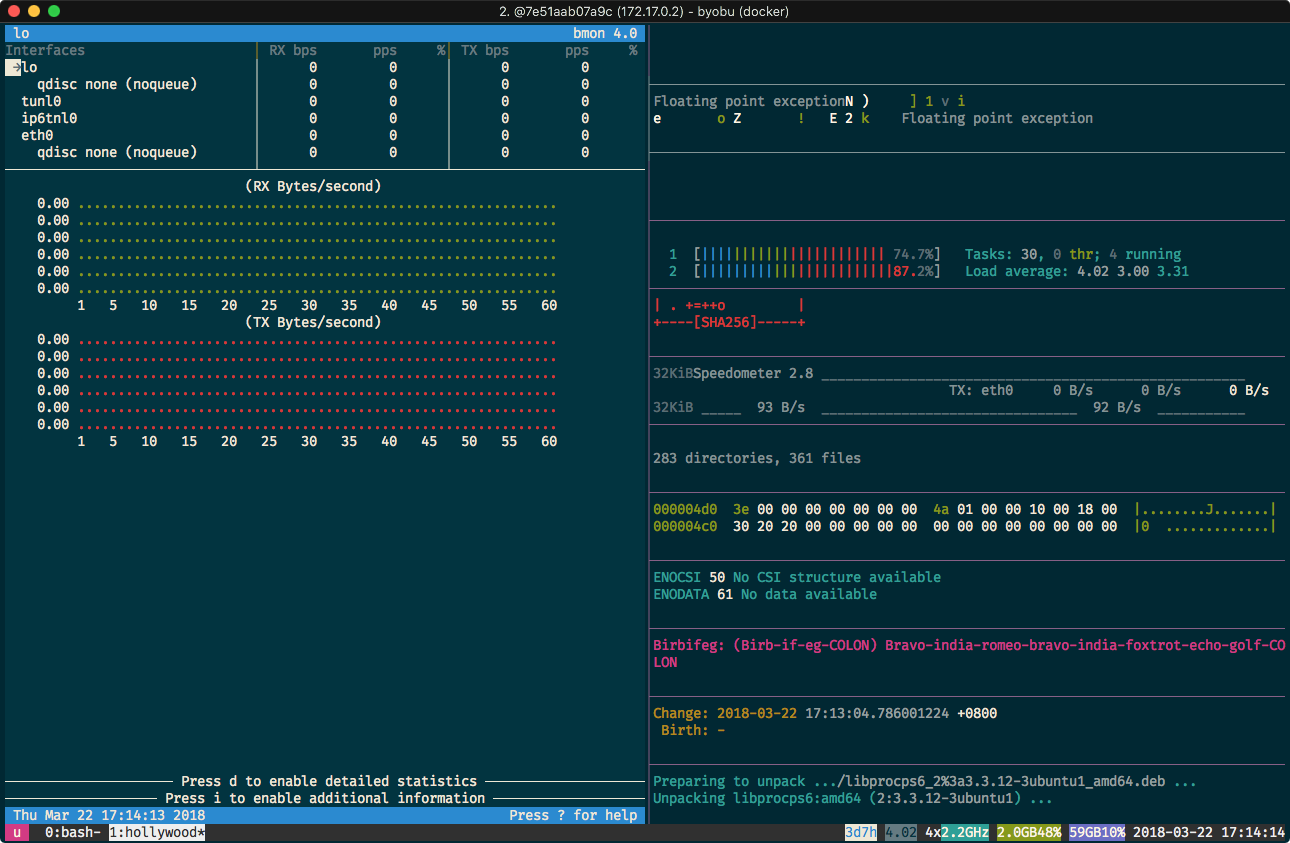 2. @7e51aab07a9c (172.17.0.2) - byobu (docker)
lo bmon 4.0
Interfaces RX bps pps % TX bps pps %
→lo 0 0 0 0
qdisc none (noqueue) 0 0 0 0
tunl0 0 0 0 0
ip6tnl0 0 0 0 0
eth0 0 0 0 0
qdisc none (noqueue) 0 0 0 0
(RX Bytes/second)
0.00 ............................................................
0.00 ............................................................
0.00 ............................................................
0.00 ............................................................
0.00 ............................................................
0.00 ............................................................
1 5 10 15 20 25 30 35 40 45 50 55 60
(TX Bytes/second)
0.00 ............................................................
0.00 ............................................................
0.00 ............................................................
0.00 ............................................................
0.00 ............................................................
0.00 ............................................................
1 5 10 15 20 25 30 35 40 45 50 55 60
Press d to enable detailed statistics
Press i to enable additional information
Thu Mar 22 17:14:13 2018 Press ? for help
Floating point exceptionN ) ] 1 v i
e o Z ! E 2 k Floating point exception
1 [||||||||||||||||||||||| 74.7%] Tasks: 30, 0 thr; 4 running
2 [||||||||||||||||||||||||87.2%] Load average: 4.02 3.00 3.31
| . +=++o |
+----[SHA256]-----+
32KiBSpeedometer 2.8 _____________________________________________________
TX: eth0 0 B/s 0 B/s 0 B/s
32KiB _____ 93 B/s ________________________________ 92 B/s ___________
283 directories, 361 files
000004d0 3e 00 00 00 00 00 00 00 4a 01 00 00 10 00 18 00 |........J.......|
000004c0 30 20 20 00 00 00 00 00 00 00 00 00 00 00 00 00 |0 .............|
ENOCSI 50 No CSI structure available
ENODATA 61 No data available
Birbifeg: (Birb-if-eg-COLON) Bravo-india-romeo-bravo-india-foxtrot-echo-golf-CO
LON
Change: 2018-03-22 17:13:04.786001224 +0800
Birth: -
Preparing to unpack .../libprocps6_2%3a3.3.12-3ubuntu1_amd64.deb ...
Unpacking libprocps6:amd64 (2:3.3.12-3ubuntu1) ...
u 0:bash- 1:hollywood* 3d7h 4.02 4x2.2GHz 2.0GB48% 59GB10% 2018-03-22 17:14:14